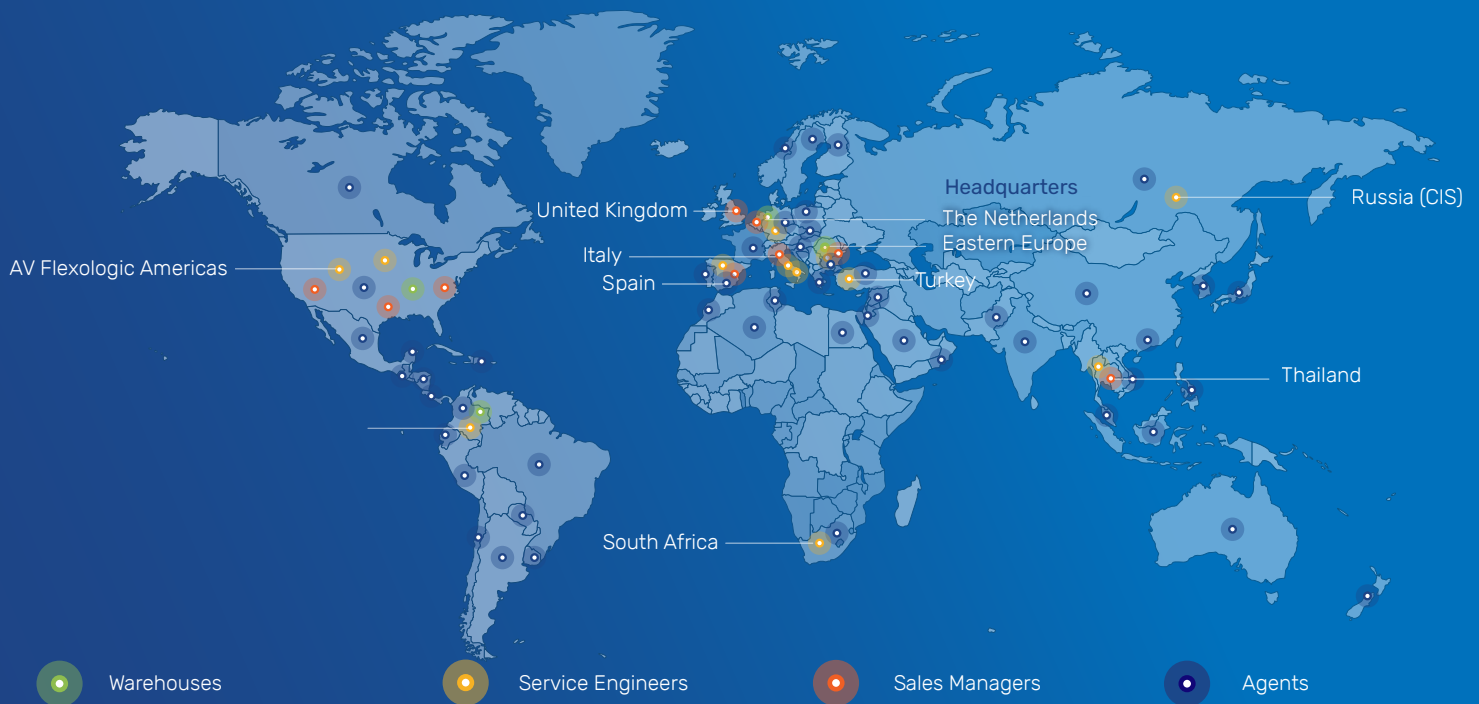 Headquarters
Russia (CIS)
United Kingdom
The Netherlands
Eastern Europe
Italy
AV Flexologic Americas
Spain
Turkey
Thailand
South Africa
Warehouses
Service Engineers
Sales Managers
Agents